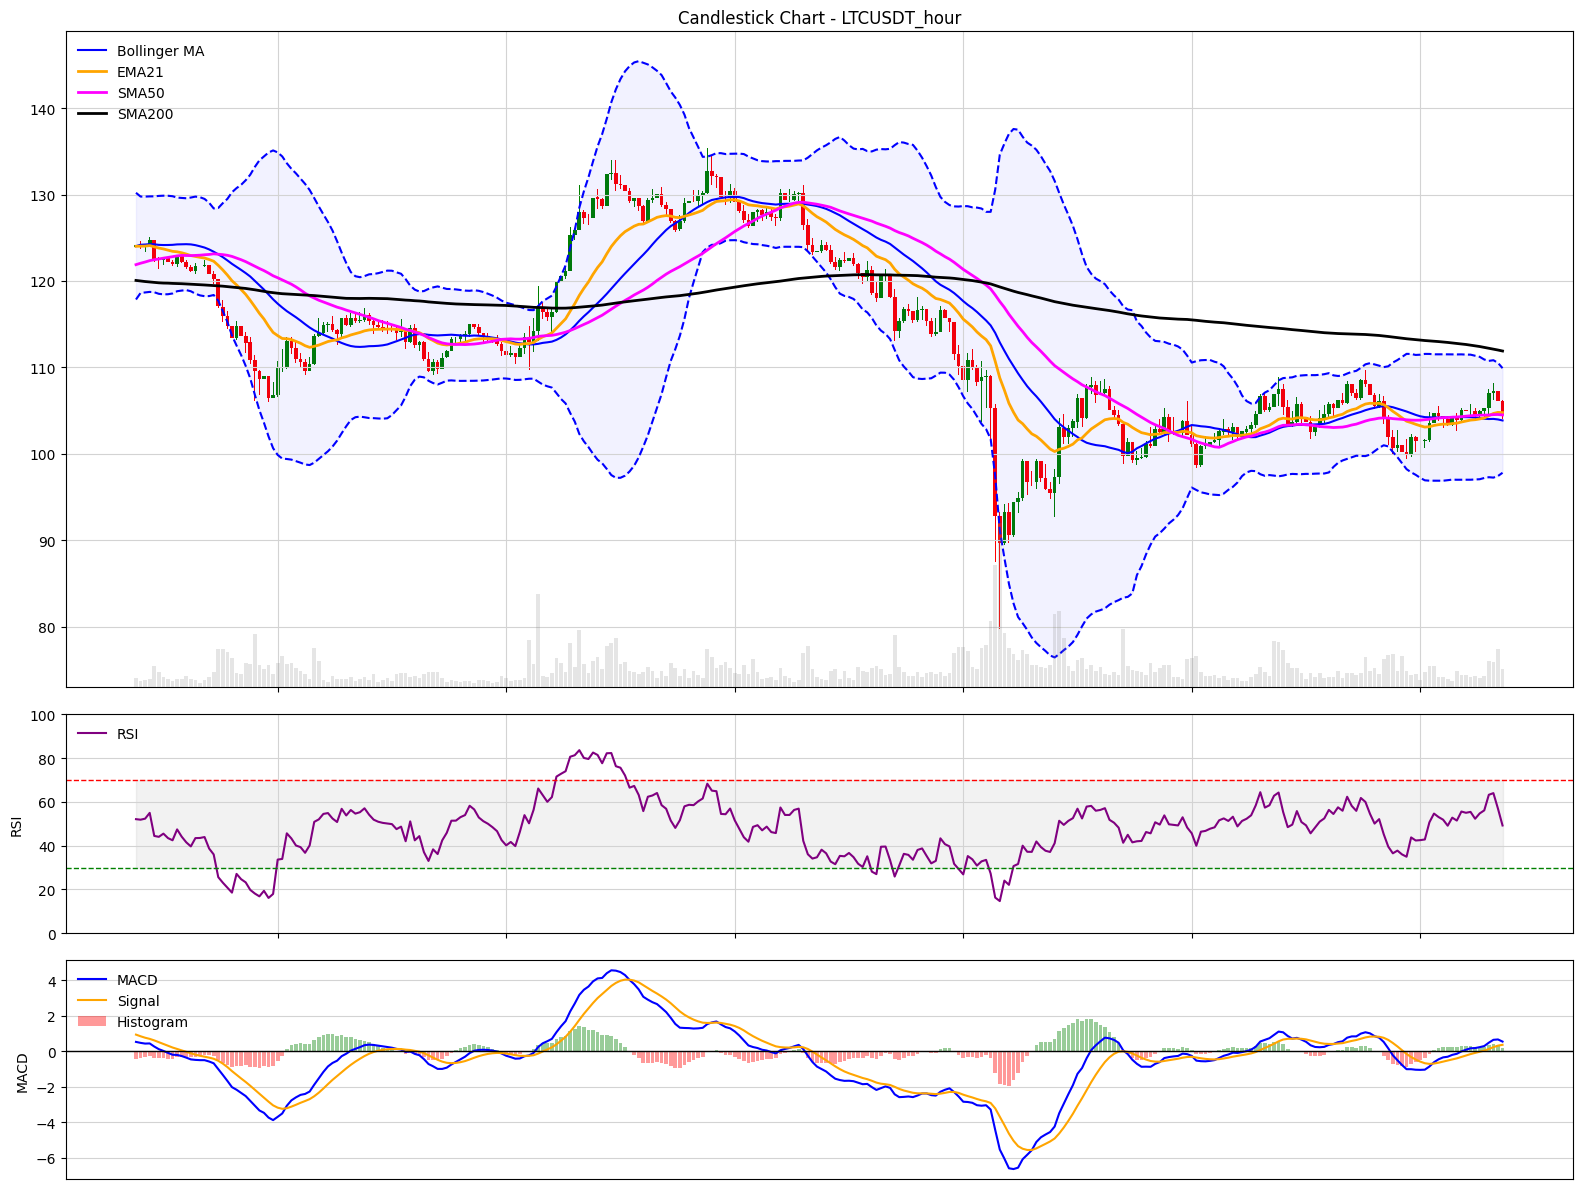 Candlestick Chart - LTCUSDT_hour
Bollinger MA
EMA21
SMA50
SMA200
140
130
120
110
100
90
80
RSI
100
80
60
40
20
0
RSI
MACD
Signal
Histogram
4
2
0
−2
−4
−6
MACD